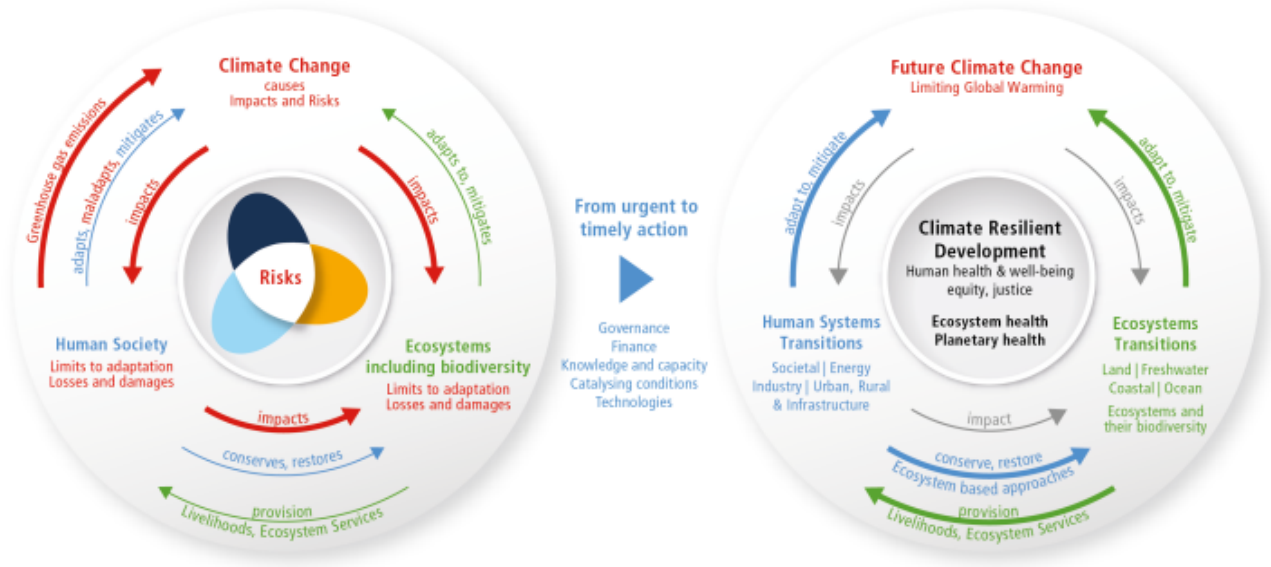 Climate Change
causes
Impacts and Risks
Greenhouse gas emissions
adapts, maladapts, mitigates
impacts
impacts
adapts to, mitigates
Risks
Human Society
Limits to adaptation
Losses and damages
Ecosystems
including biodiversity
Limits to adaptation
Losses and damages
impacts
conserves, restores
provision
Livelihoods, Ecosystem Services
From urgent to
timely action
Governance
Finance
Knowledge and capacity
Catalysing conditions
Technologies
Future Climate Change
Limiting Global Warming
adapt to, mitigate
impacts
impacts
adapt to, mitigate
Climate Resilient
Development
Human health & well-being
equity, justice
Ecosystem health
Planetary health
Human Systems
Transitions
Societal | Energy
Industry | Urban, Rural
& Infrastructure
Ecosystems
Transitions
Land | Freshwater
Coastal | Ocean
Ecosystems and
their biodiversity
impact
conserve, restore
Ecosystem based approaches
provision
Livelihoods, Ecosystem Services